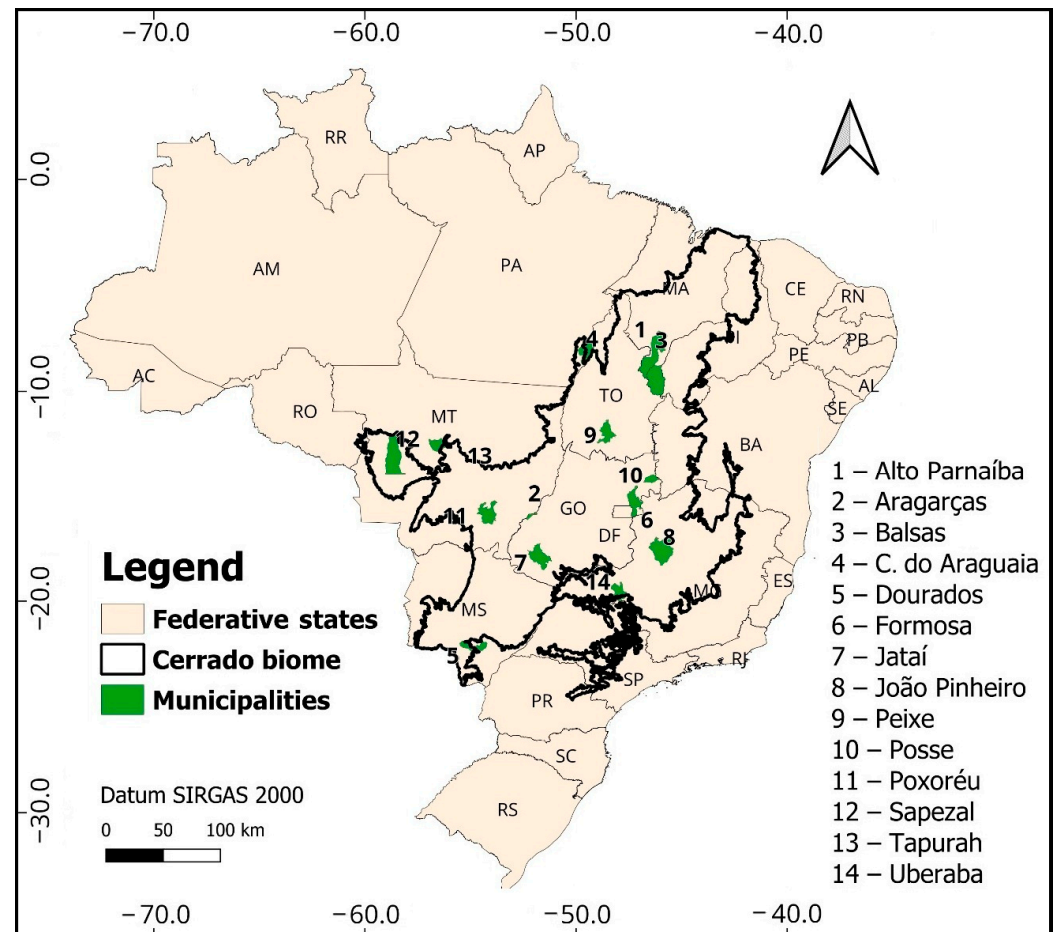 −70.0 −60.0 −50.0 −40.0
0.0
−10.0
−20.0
−30.0
RR
AP
AM
PA
MA
CE
RN
PB
PE
AL
SE
AC
RO
MT
TO
BA
GO
DF
MS
MG
ES
RJ
SP
PR
SC
RS
1
3
4
9
12
13
10
2
6
11
7
8
14
5
Legend
Federative states
Cerrado biome
Municipalities
Datum SIRGAS 2000
0 50 100 km
1 – Alto Parnaíba
2 – Aragarças
3 – Balsas
4 – C. do Araguaia
5 – Dourados
6 – Formosa
7 – Jataí
8 – João Pinheiro
9 – Peixe
10 – Posse
11 – Poxoréu
12 – Sapezal
13 – Tapurah
14 – Uberaba
−70.0 −60.0 −50.0 −40.0